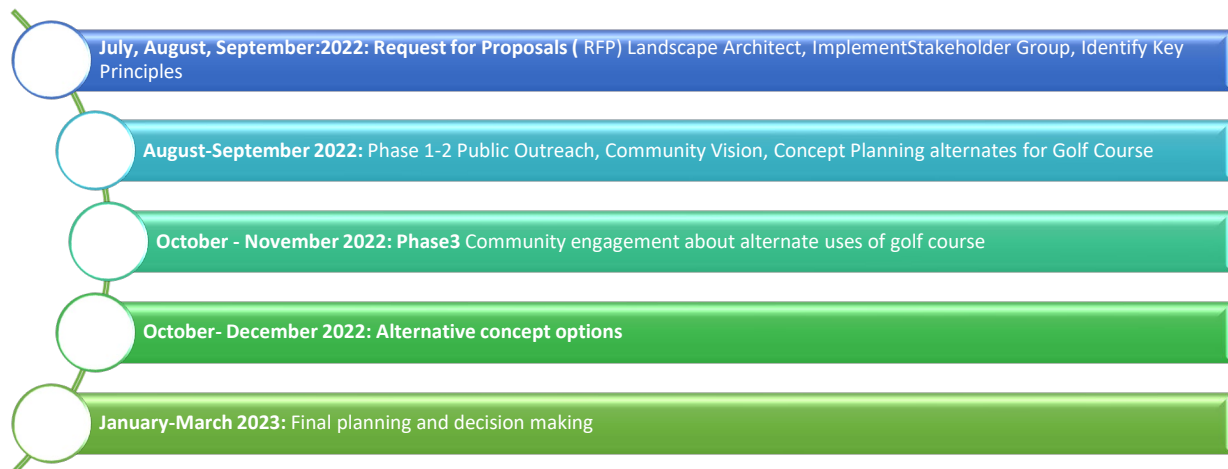 July, August, September:2022: Request for Proposals ( RFP) Landscape Architect, ImplementStakeholder Group, Identify Key
Principles
August-September 2022: Phase 1-2 Public Outreach, Community Vision, Concept Planning alternates for Golf Course
October - November 2022: Phase3 Community engagement about alternate uses of golf course
October- December 2022: Alternative concept options
January-March 2023: Final planning and decision making